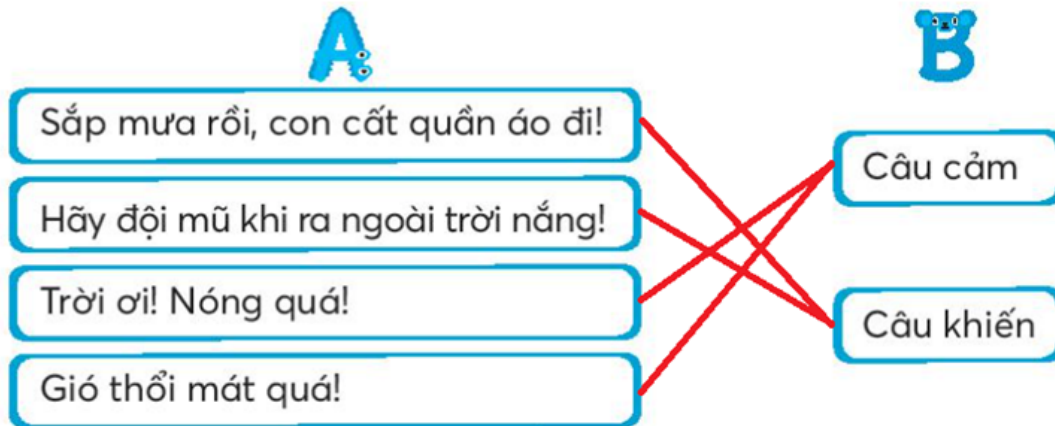 A
B
Sắp mưa rồi, con cất quần áo đi!
Hãy đội mũ khi ra ngoài trời nắng!
Trời ơi! Nóng quá!
Gió thổi mát quá!
Câu cảm
Câu khiến